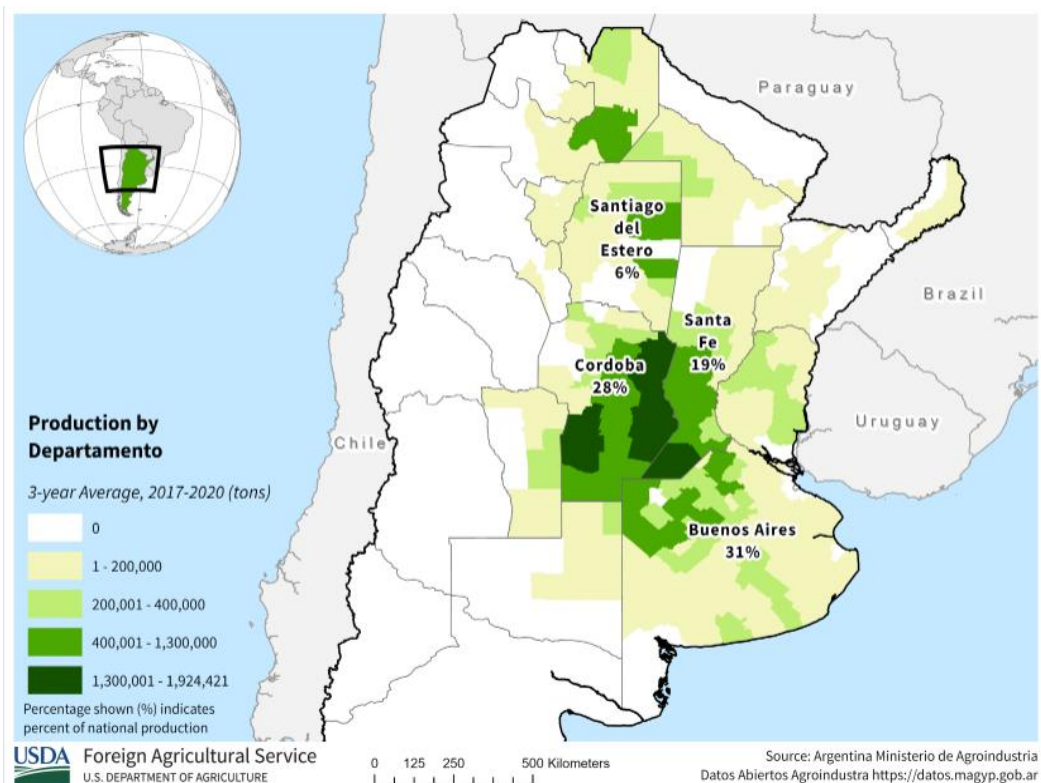 Paraguay
Santiago
del
Estero
6%
Brazil
Santa
Fe
19%
Cordoba
28%
Uruguay
Chile
Buenos Aires
31%
Production by
Departamento
3-year Average, 2017-2020 (tons)
0
1 - 200,000
200,001 - 400,000
400,001 - 1,300,000
1,300,001 - 1,924,421
Percentage shown (%) indicates
percent of national production
USDA Foreign Agricultural Service
U.S. DEPARTMENT OF AGRICULTURE
0 125 250 500 Kilometers
Source: Argentina Ministerio de Agroindustria
Datos Abiertos Agroindustra https://datos.magyp.gob.ar